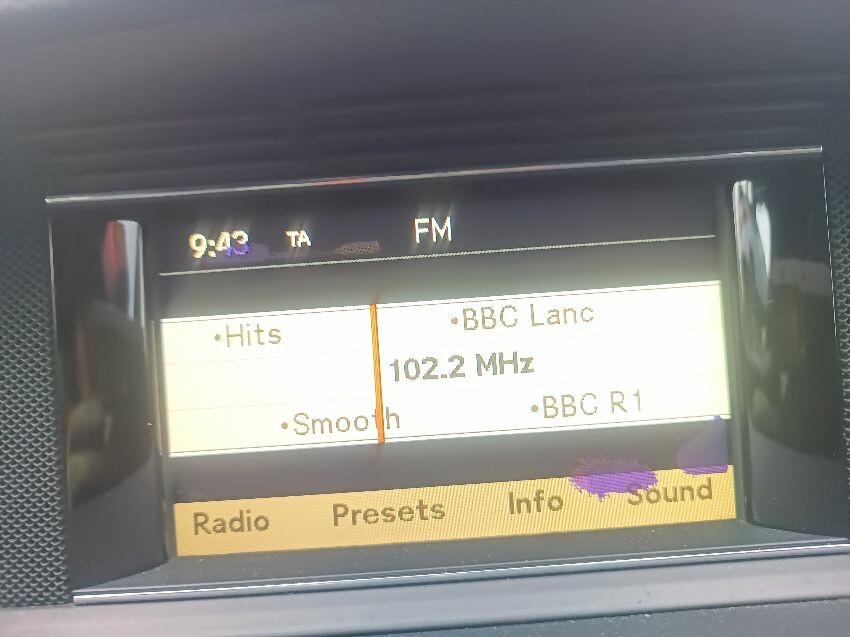 9:43 TA FM
•Hits •BBC Lanc
102.2 MHz
•Smooth •BBC R1
Radio Presets Info Sound